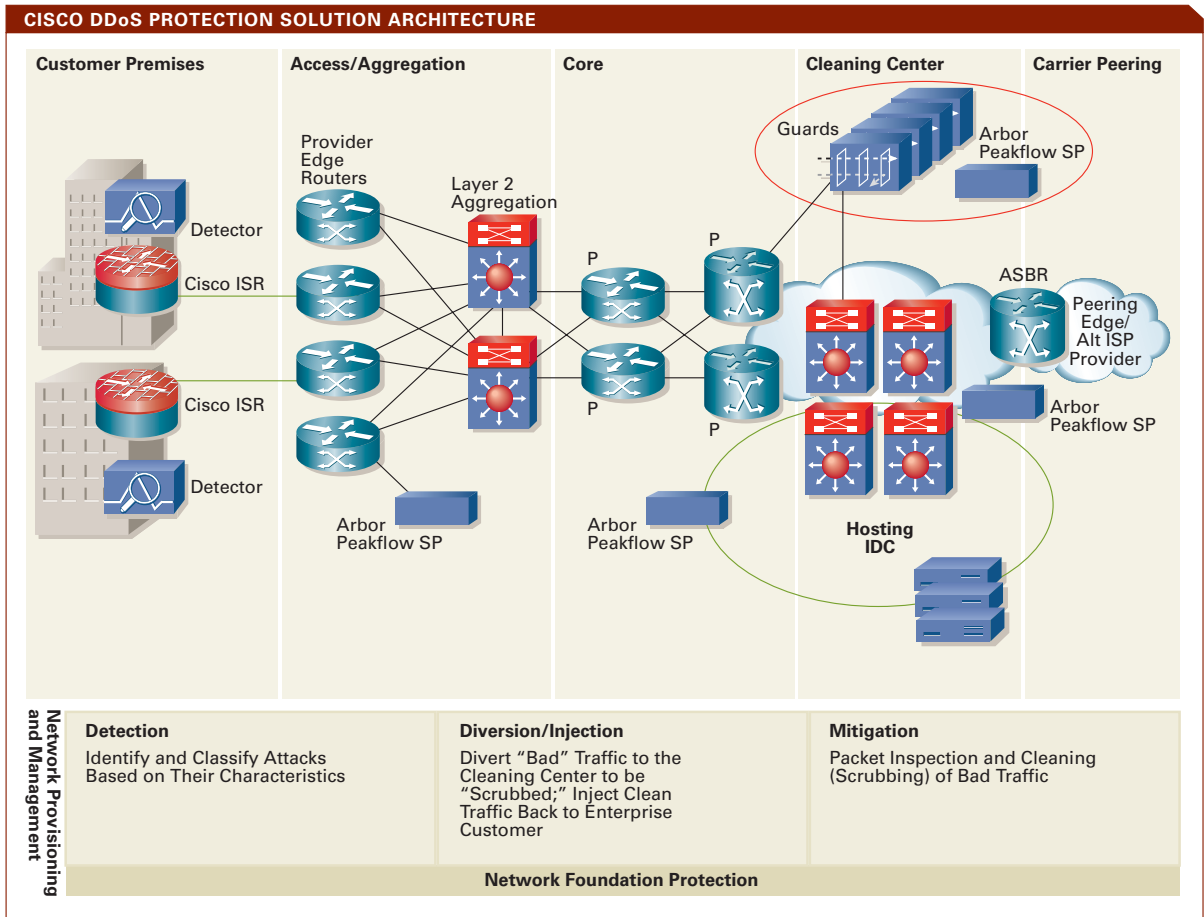 CISCO DDoS PROTECTION SOLUTION ARCHITECTURE
Customer Premises
Access/Aggregation
Core
Cleaning Center
Carrier Peering
Detector
Cisco ISR
Cisco ISR
Detector
Provider
Edge
Routers
Layer 2
Aggregation
Arbor
Peakflow SP
P
P
P
P
Arbor
Peakflow SP
Guards
Arbor
Peakflow SP
ASBR
Peering
Edge/
Alt ISP
Provider
Arbor
Peakflow SP
Hosting
IDC
Network Provisioning
and Management
Detection
Identify and Classify Attacks
Based on Their Characteristics
Diversion/Injection
Divert “Bad” Traffic to the
Cleaning Center to be
“Scrubbed;” Inject Clean
Traffic Back to Enterprise
Customer
Mitigation
Packet Inspection and Cleaning
(Scrubbing) of Bad Traffic
Network Foundation Protection